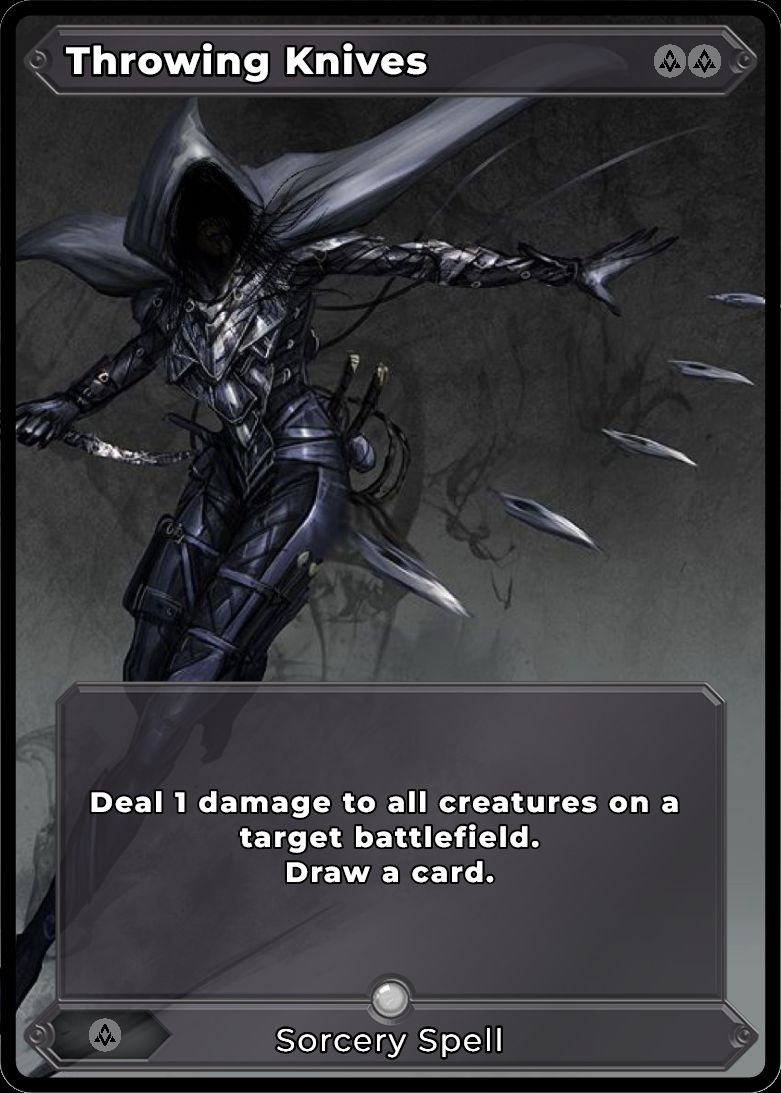 Throwing Knives
Deal 1 damage to all creatures on a
target battlefield.
Draw a card.
Sorcery Spell